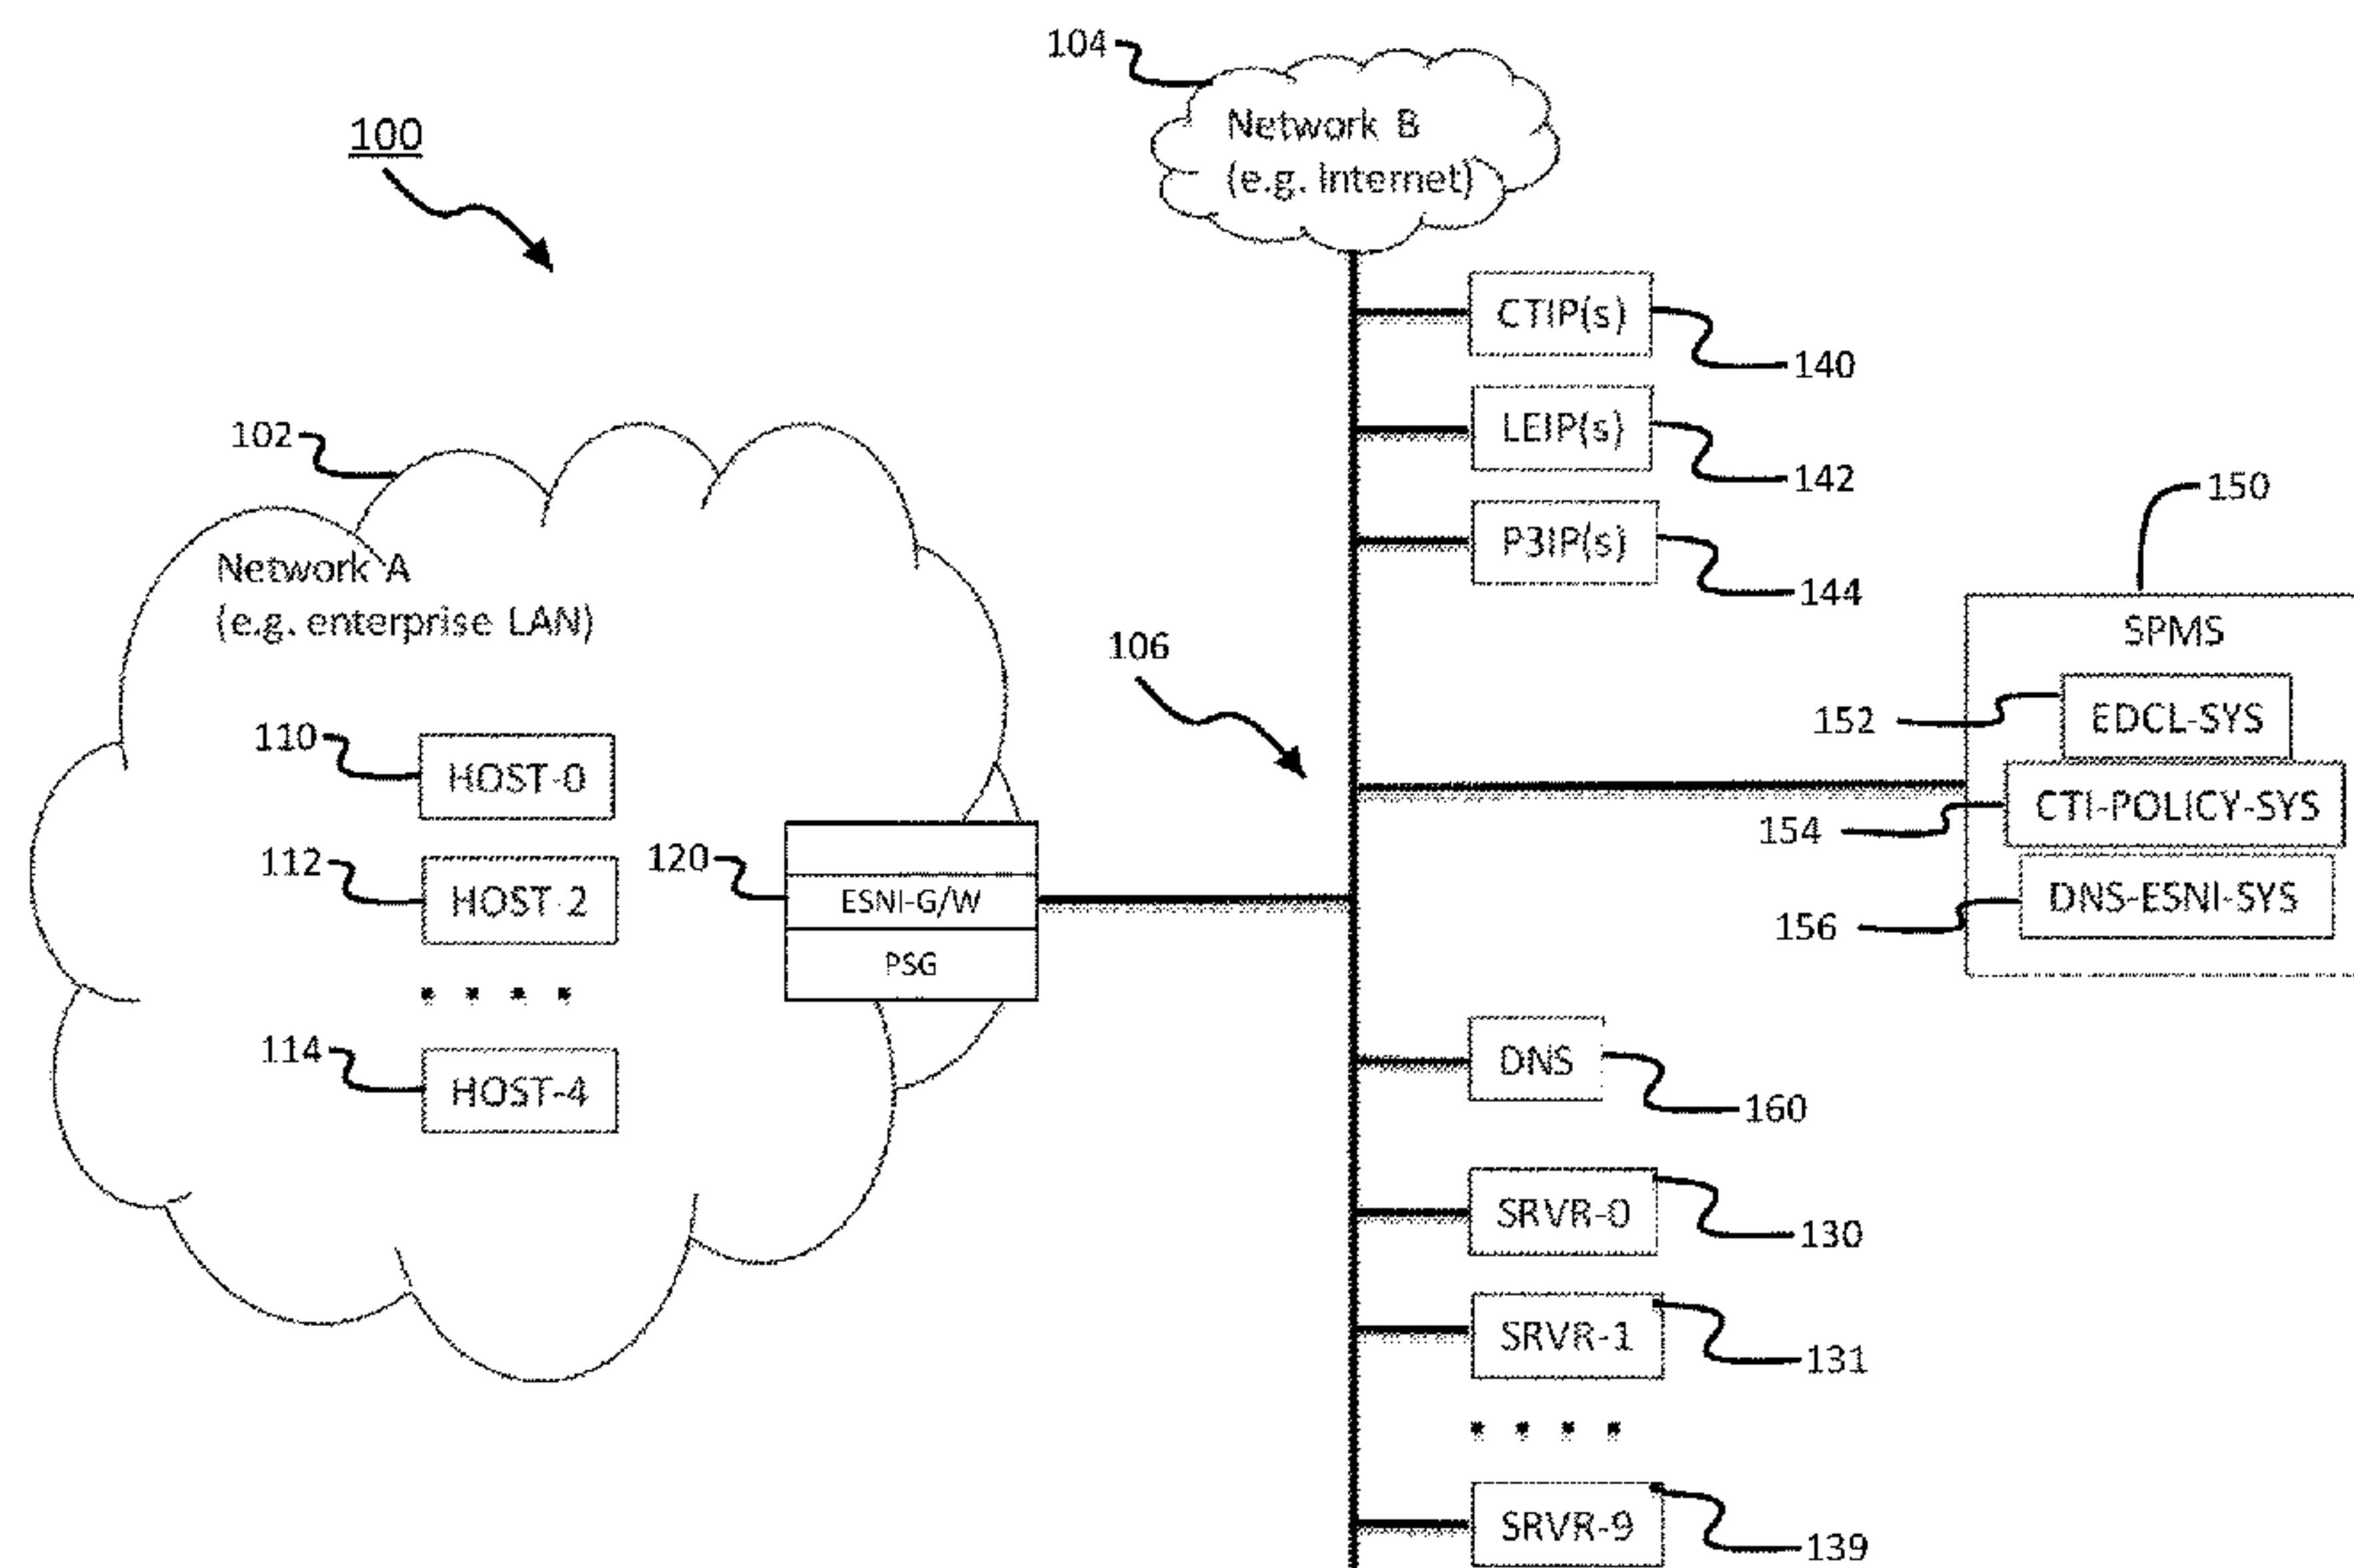 104
Network B
(e.g. Internet)
100
CTIP(s)
140
LEIP(s)
142
P3IP(s)
144
102
Network A
(e.g. enterprise LAN)
106
150
SPMS
152
EDCL-SYS
154
CTI-POLICY-SYS
156
DNS-ESNI-SYS
110
HOST-0
112
HOST-2
114
HOST-4
120
ESNI-G/W
PSG
DNS
160
SRVR-0
130
SRVR-1
131
SRVR-9
139